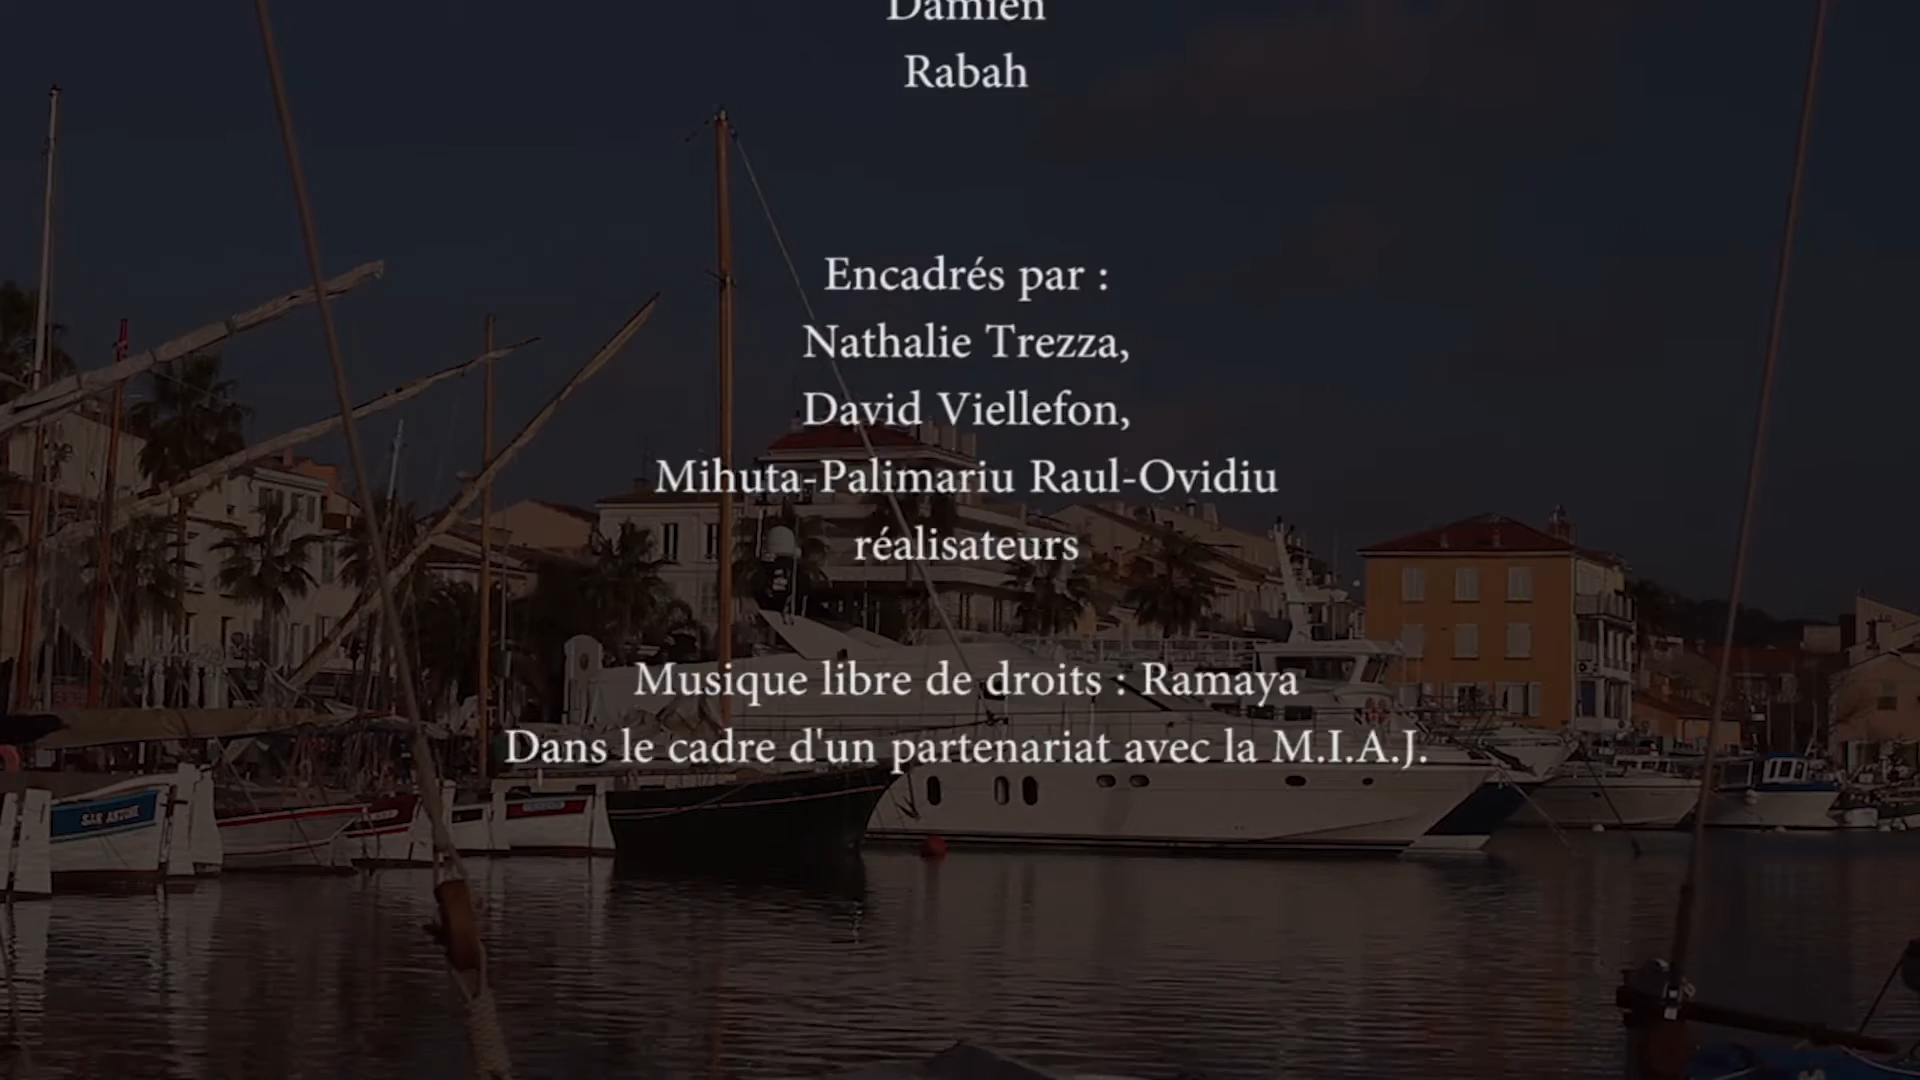 Damien
Rabah
Encadrés par :
Nathalie Trezza,
David Viellefon,
Mihuta-Palimariu Raul-Ovidiu
réalisateurs
Musique libre de droits : Ramaya
Dans le cadre d'un partenariat avec la M.I.A.J.